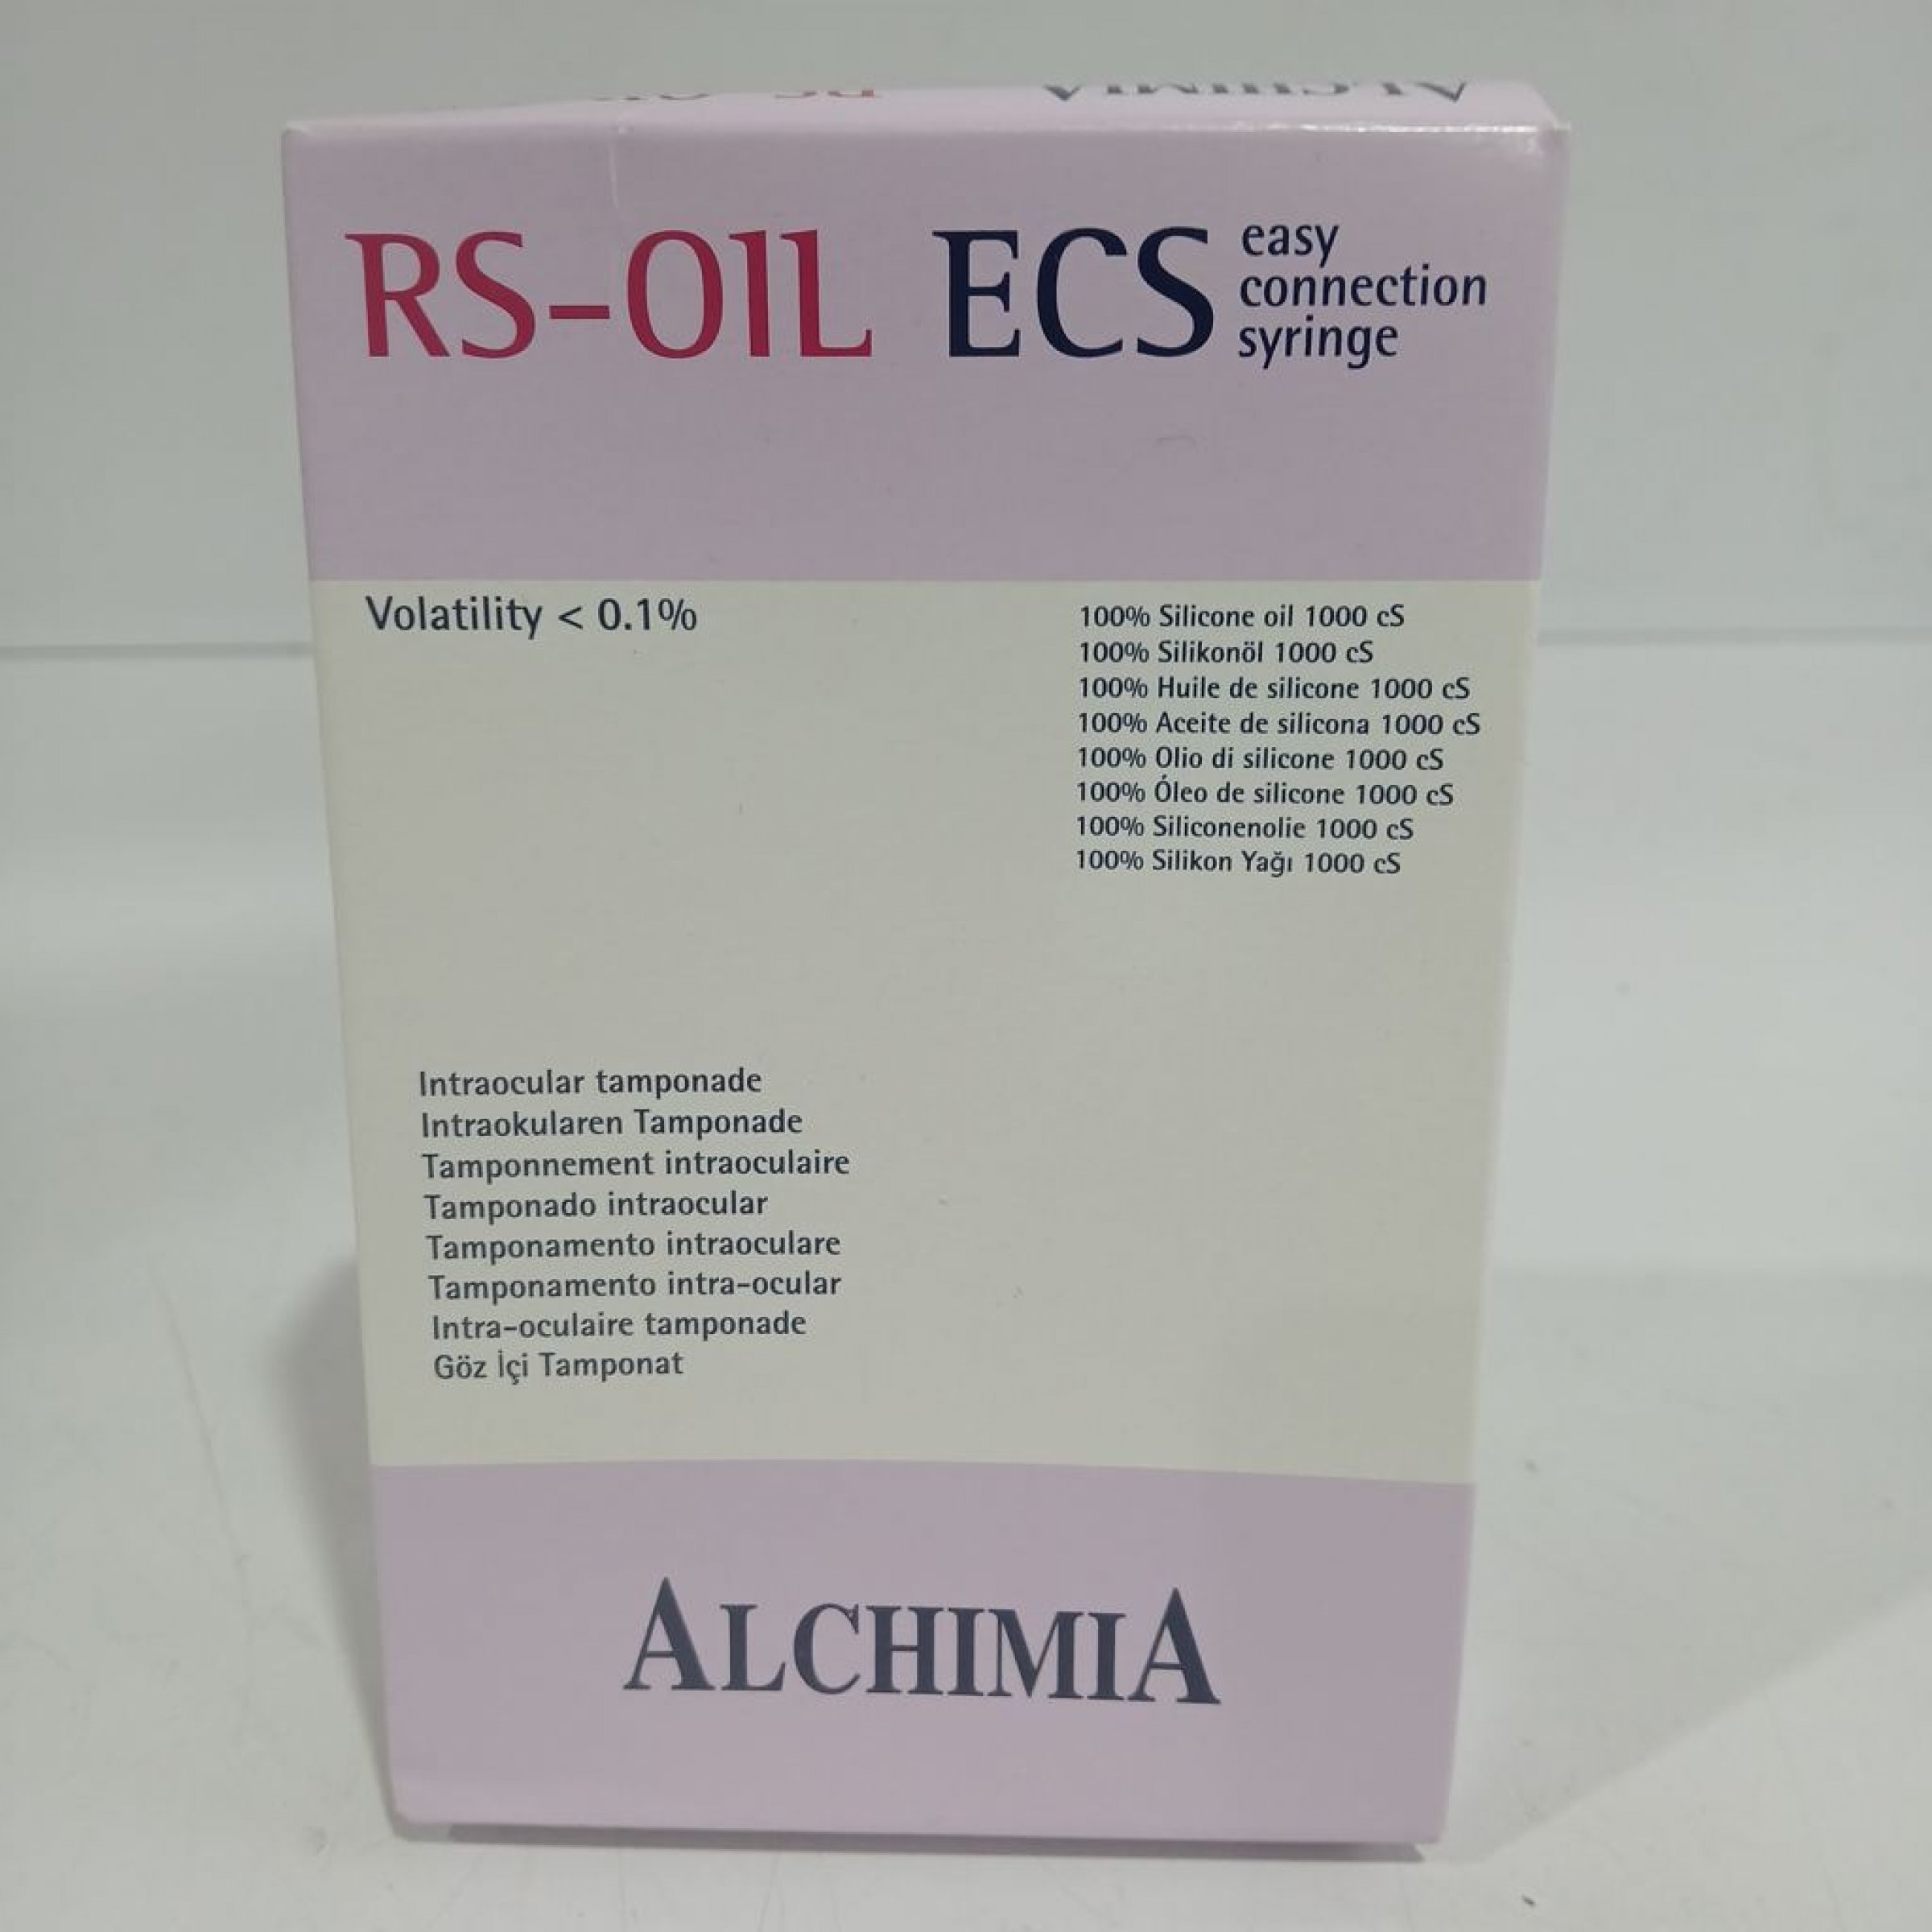 ALCHIMIA
RS-OIL ECS easy
connection
syringe
Volatility < 0.1%
100% Silicone oil 1000 cS
100% Silikonöl 1000 cS
100% Huile de silicone 1000 cS
100% Aceite de silicona 1000 cS
100% Olio di silicone 1000 cS
100% Óleo de silicone 1000 cS
100% Siliconenolie 1000 cS
100% Silikon Yağı 1000 cS
Intraocular tamponade
Intraokularen Tamponade
Tamponnement intraoculaire
Tamponado intraocular
Tamponamento intraoculare
Tamponamento intra-ocular
Intra-oculaire tamponade
Göz İçi Tamponat
ALCHIMIA